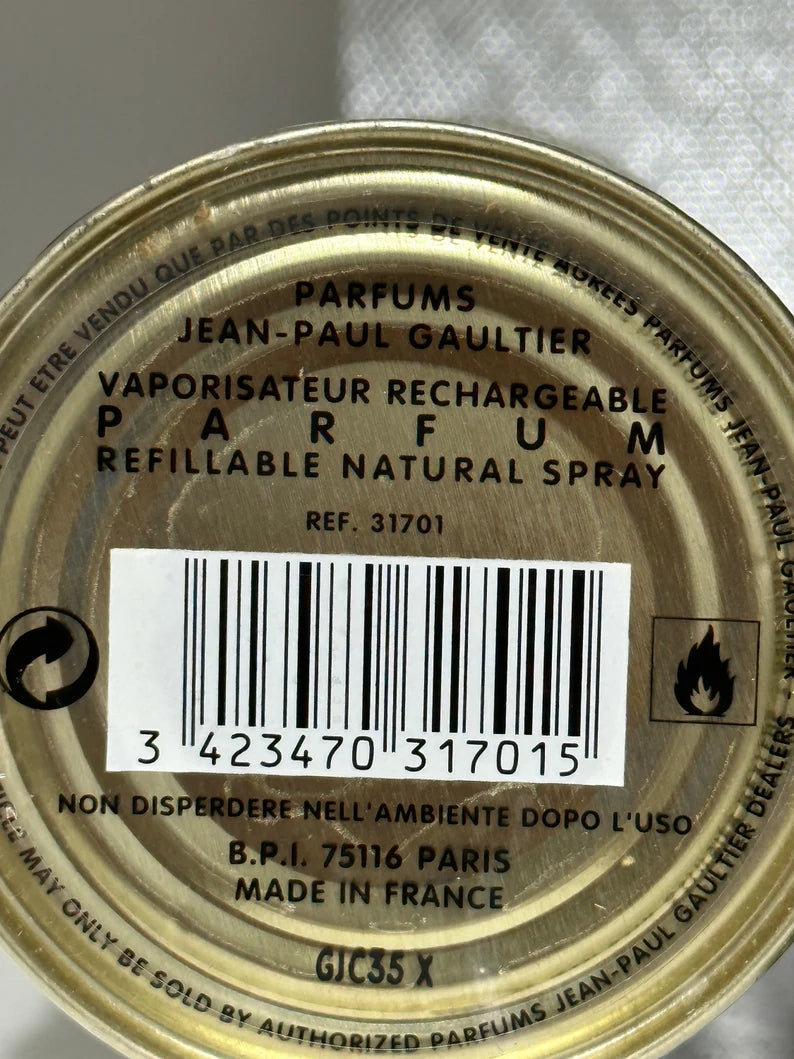 PEUT ETRE VENDU QUE PAR DES POINTS DE VENTE AGREES PARFUMS JEAN-PAUL GAULTIER -
PARFUMS
JEAN-PAUL GAULTIER
VAPORISATEUR RECHARGEABLE
PARFUM
REFILLABLE NATURAL SPRAY
REF. 31701
3 423470 317015
NON DISPERDERE NELL'AMBIENTE DOPO L'USO
B.P.I. 75116 PARIS
MADE IN FRANCE
GJC35 X
MAY ONLY BE SOLD BY AUTHORIZED PARFUMS JEAN-PAUL GAULTIER DEALERS